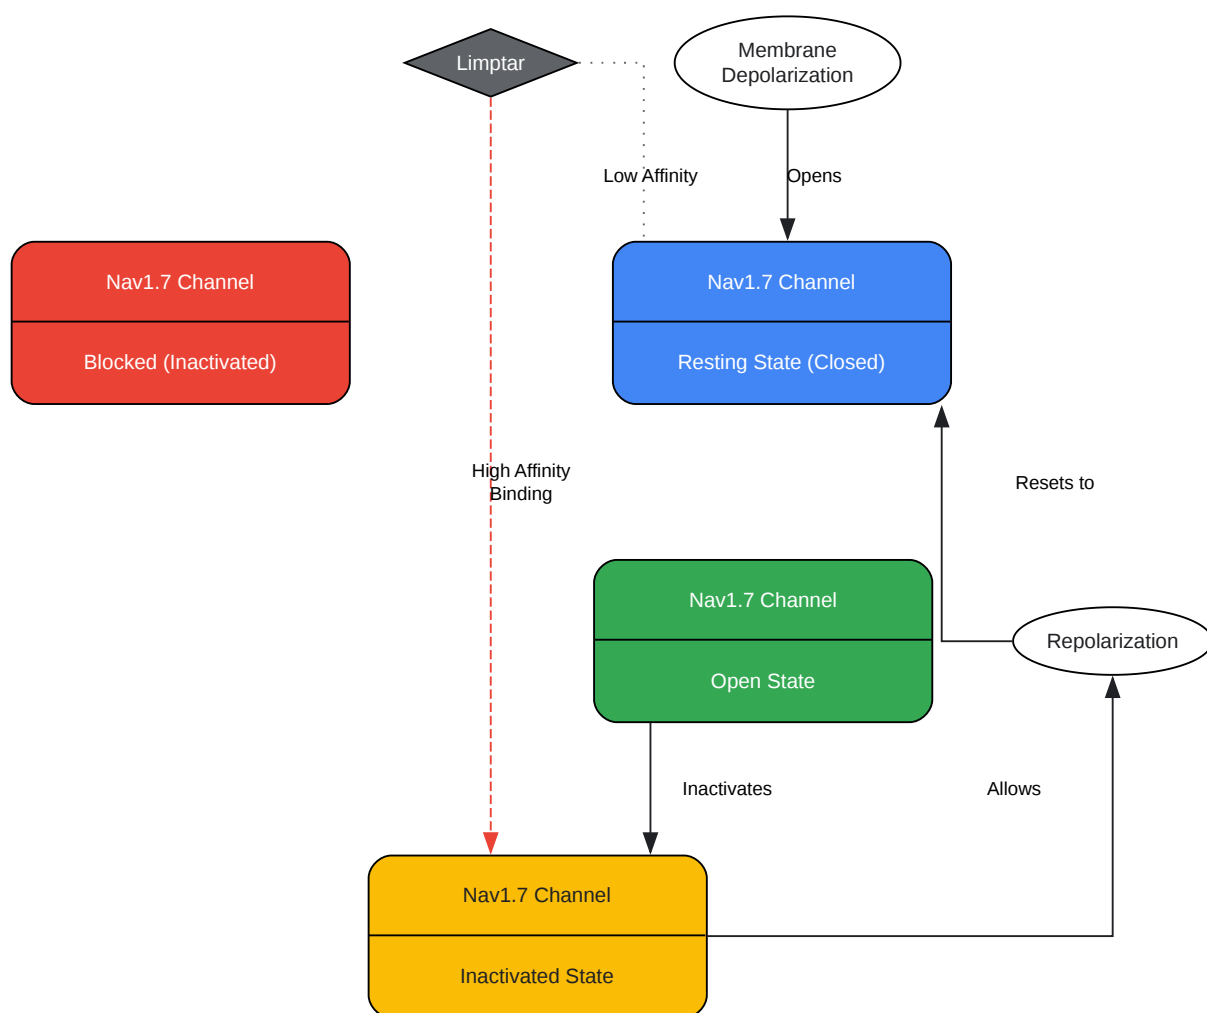 Limptar
Membrane
Depolarization
Low Affinity
Opens
Nav1.7 Channel
Blocked (Inactivated)
Nav1.7 Channel
Resting State (Closed)
High Affinity
Binding
Resets to
Nav1.7 Channel
Open State
Repolarization
Inactivates
Allows
Nav1.7 Channel
Inactivated State